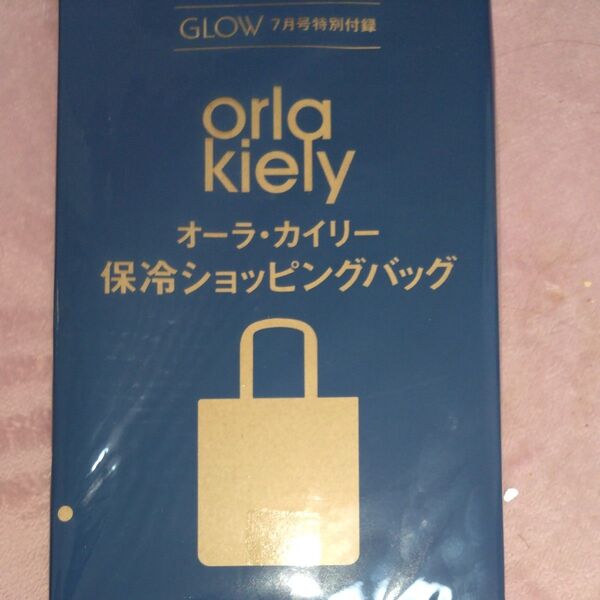 GLOW 7月号特別付録
orla
kiely
オーラ・カイリー
保冷ショッピングバッグ